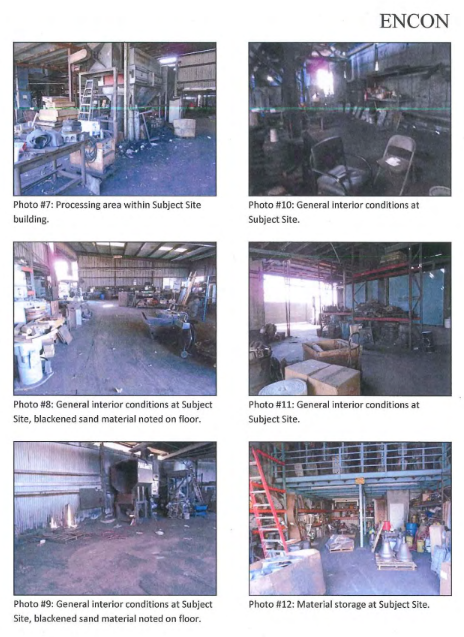 ENCON
Photo #7: Processing area within Subject Site
building.
Photo #10: General interior conditions at
Subject Site.
Photo #8: General interior conditions at Subject
Site, blackened sand material noted on floor.
Photo #11: General interior conditions at
Subject Site.
Photo #9: General interior conditions at Subject
Site, blackened sand material noted on floor.
Photo #12: Material storage at Subject Site.